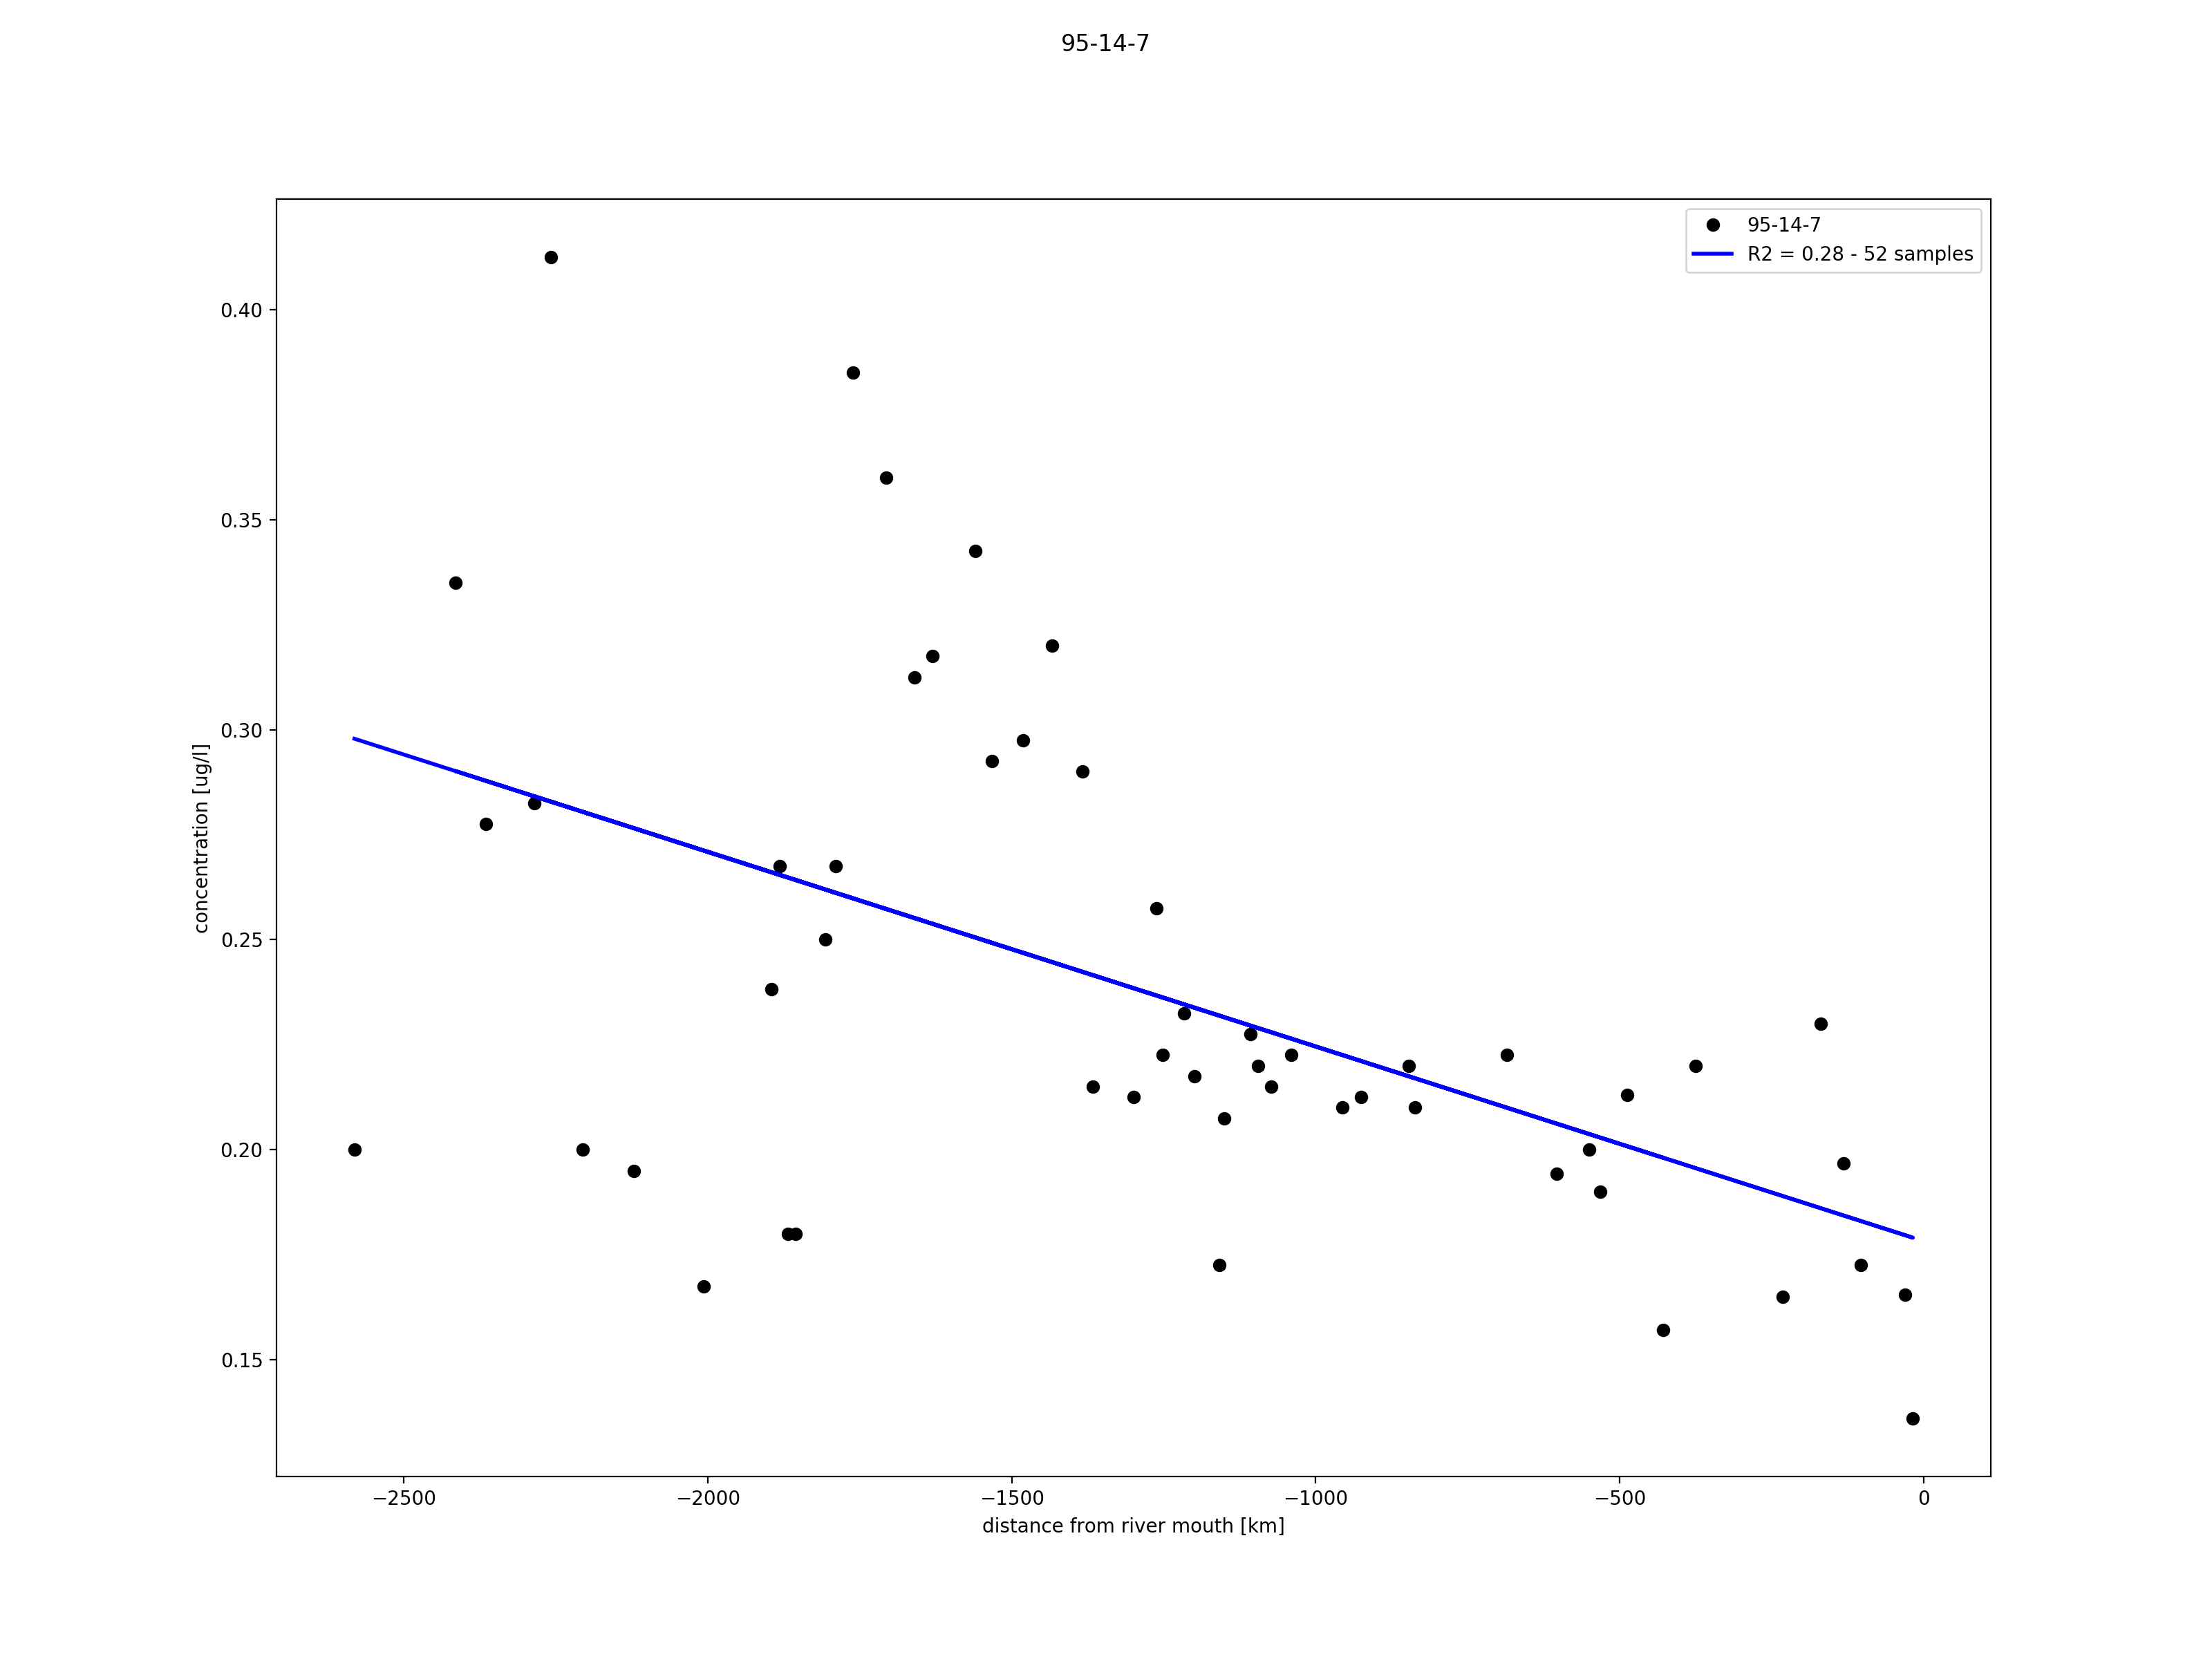 95-14-7
95-14-7
R2 = 0.28 - 52 samples
0.40
0.35
0.30
0.25
0.20
0.15
concentration [ug/l]
−2500 −2000 −1500 −1000 −500 0
distance from river mouth [km]